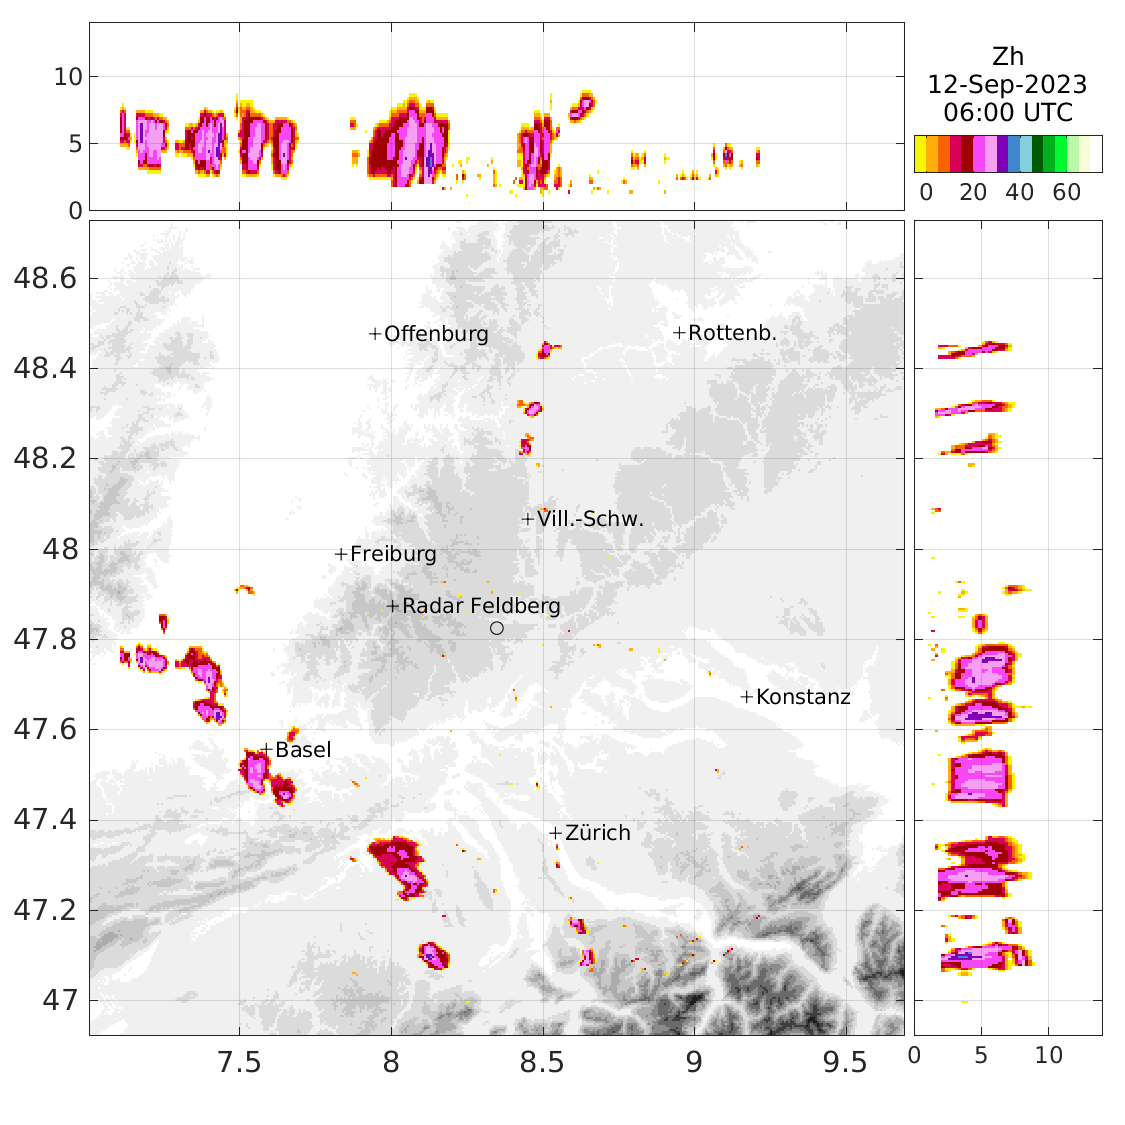 Zh
12-Sep-2023
06:00 UTC
0 20 40 60
10
5
0
48.6
48.4
48.2
48
47.8
47.6
47.4
47.2
47
Offenburg
Rottenb.
Vill.-Schw.
Freiburg
Radar Feldberg
Konstanz
Basel
Zürich
7.5 8 8.5 9 9.5
0 5 10